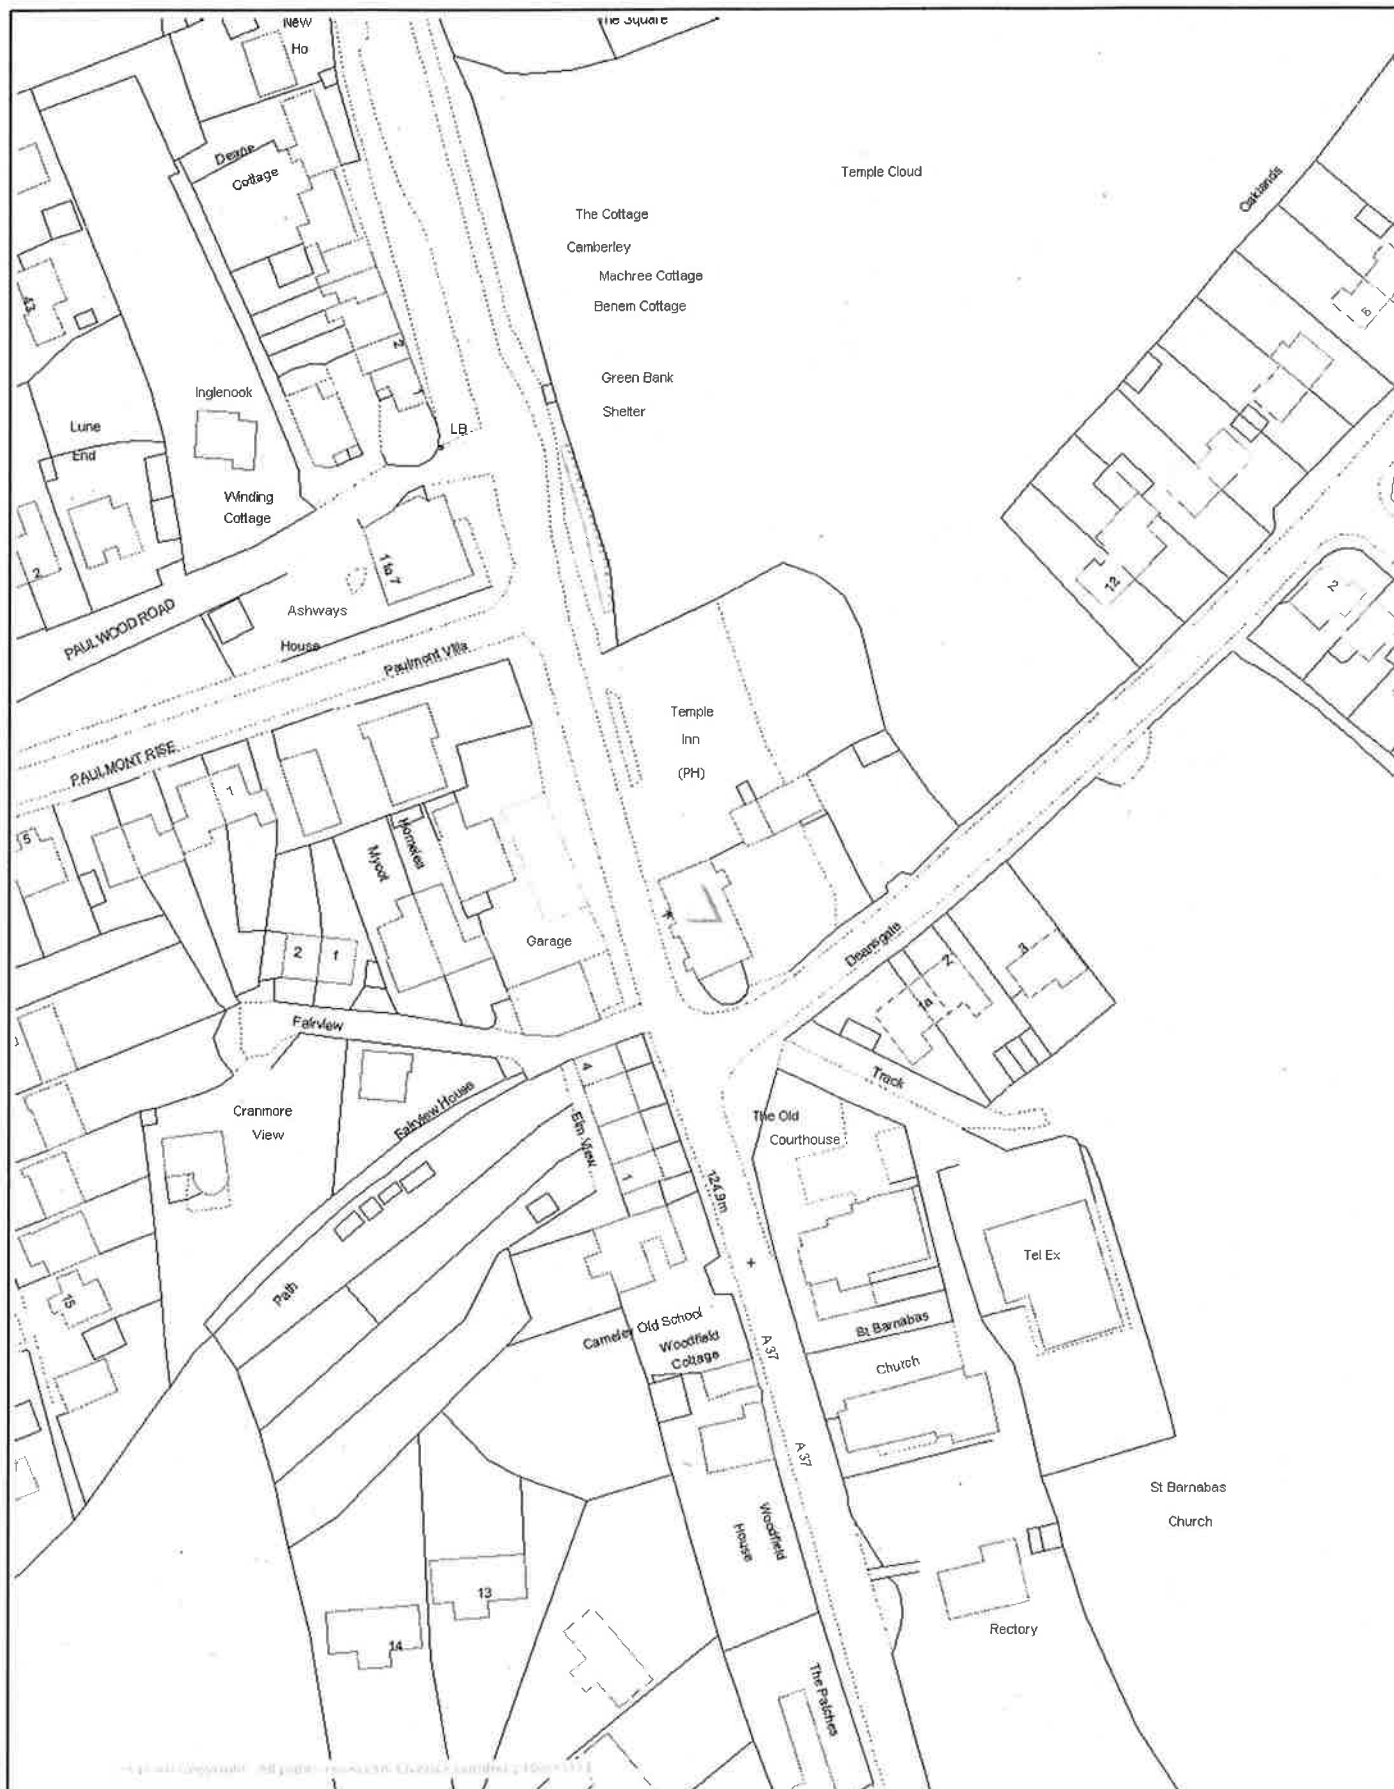 New
Ho
The Square
Deane
Cottage
Temple Cloud
Oaklands
The Cottage
Camberley
Machree Cottage
Benem Cottage
43
2
6
Green Bank
Shelter
Inglenook
1
Lune
End
LB
Winding
Cottage
2
1 to 7
12
2
PAULWOOD ROAD
Ashways
House
Paulmont Villa
Temple
Inn
(PH)
PAULMONT RISE
1
5
Homelea
Mycot
Garage
2
1
Deansgate
2
3
1a
Fairview
4
Track
Fairview House
Cranmore
View
Elm View
The Old
Courthouse
1
124.9m
Tel Ex
Path
15
Cameley Old School
Woodfield
Cottage
A 37
St Barnabas
Church
A 37
St Barnabas
Church
Woodfield
House
13
14
Rectory
The Patches